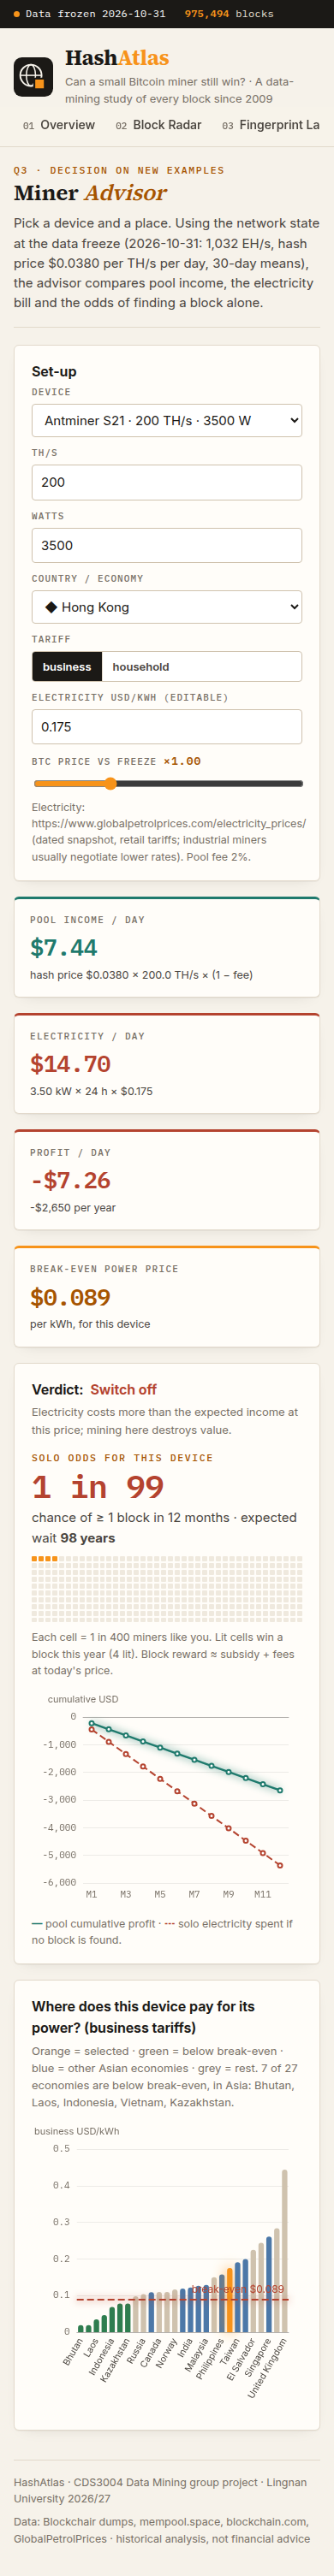 Data frozen 2026-10-31 975,494 blocks
HashAtlas
Can a small Bitcoin miner still win? · A data-
mining study of every block since 2009
01 Overview 02 Block Radar 03 Fingerprint La
Q3 · DECISION ON NEW EXAMPLES
Miner Advisor
Pick a device and a place. Using the network state
at the data freeze (2026-10-31: 1,032 EH/s, hash
price $0.0380 per TH/s per day, 30-day means),
the advisor compares pool income, the electricity
bill and the odds of finding a block alone.
Set-up
DEVICE
Antminer S21 · 200 TH/s · 3500 W
TH/S
200
WATTS
3500
COUNTRY / ECONOMY
◆ Hong Kong
TARIFF
business household
ELECTRICITY USD/KWH (EDITABLE)
0.175
BTC PRICE VS FREEZE ×1.00
Electricity:
https://www.globalpetrolprices.com/electricity_prices/
(dated snapshot, retail tariffs; industrial miners
usually negotiate lower rates). Pool fee 2%.
POOL INCOME / DAY
$7.44
hash price $0.0380 × 200.0 TH/s × (1 − fee)
ELECTRICITY / DAY
$14.70
3.50 kW × 24 h × $0.175
PROFIT / DAY
-$7.26
-$2,650 per year
BREAK-EVEN POWER PRICE
$0.089
per kWh, for this device
Verdict: Switch off
Electricity costs more than the expected income at
this price; mining here destroys value.
SOLO ODDS FOR THIS DEVICE
1 in 99
chance of ≥ 1 block in 12 months · expected
wait 98 years
Each cell = 1 in 400 miners like you. Lit cells win a
block this year (4 lit). Block reward ≈ subsidy + fees
at today's price.
cumulative USD
0
-1,000
-2,000
-3,000
-4,000
-5,000
-6,000
M1 M3 M5 M7 M9 M11
— pool cumulative profit · --- solo electricity spent if
no block is found.
Where does this device pay for its
power? (business tariffs)
Orange = selected · green = below break-even ·
blue = other Asian economies · grey = rest. 7 of 27
economies are below break-even, in Asia: Bhutan,
Laos, Indonesia, Vietnam, Kazakhstan.
business USD/kWh
0.5
0.4
0.3
0.2
0.1
0
break-even $0.089
Bhutan Laos Indonesia Kazakhstan Russia Canada Norway India Malaysia Philippines Taiwan El Salvador Singapore United Kingdom
HashAtlas · CDS3004 Data Mining group project · Lingnan
University 2026/27
Data: Blockchair dumps, mempool.space, blockchain.com,
GlobalPetrolPrices · historical analysis, not financial advice